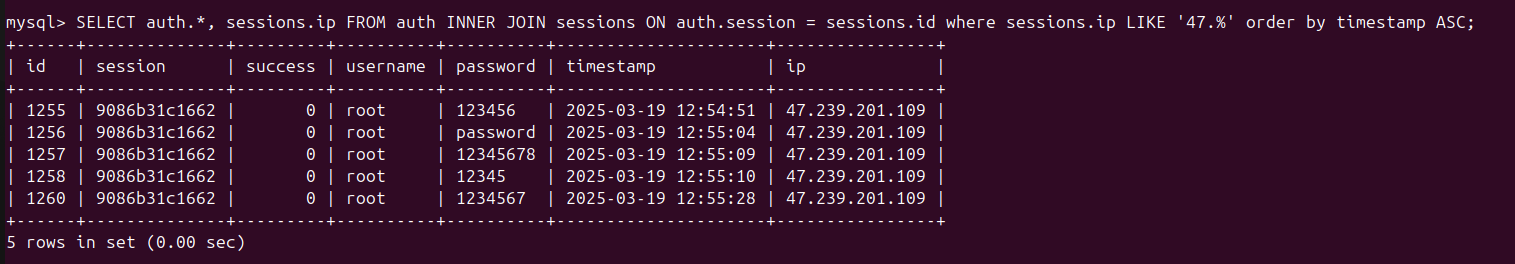 mysql> SELECT auth.*, sessions.ip FROM auth INNER JOIN sessions ON auth.session = sessions.id where sessions.ip LIKE '47.%' order by timestamp ASC;
+------+--------------+---------+----------+----------+---------------------+----------------+
| id   | session      | success | username | password | timestamp           | ip             |
+------+--------------+---------+----------+----------+---------------------+----------------+
| 1255 | 9086b31c1662 |       0 | root     | 123456   | 2025-03-19 12:54:51 | 47.239.201.109 |
| 1256 | 9086b31c1662 |       0 | root     | password | 2025-03-19 12:55:04 | 47.239.201.109 |
| 1257 | 9086b31c1662 |       0 | root     | 12345678 | 2025-03-19 12:55:09 | 47.239.201.109 |
| 1258 | 9086b31c1662 |       0 | root     | 12345    | 2025-03-19 12:55:10 | 47.239.201.109 |
| 1260 | 9086b31c1662 |       0 | root     | 1234567  | 2025-03-19 12:55:28 | 47.239.201.109 |
+------+--------------+---------+----------+----------+---------------------+----------------+
5 rows in set (0.00 sec)